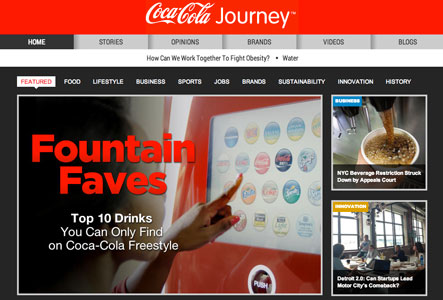 Coca-Cola Journey™
HOME STORIES OPINIONS BRANDS VIDEOS BLOGS
How Can We Work Together To Fight Obesity? • Water
FEATURED FOOD LIFESTYLE BUSINESS SPORTS JOBS BRANDS SUSTAINABILITY INNOVATION HISTORY
Fountain
Faves
Top 10 Drinks
You Can Only Find
on Coca-Cola Freestyle
PUSH
BUSINESS
NYC Beverage Restriction Struck
Down by Appeals Court
INNOVATION
Detroit 2.0: Can Startups Lead
Motor City's Comeback?